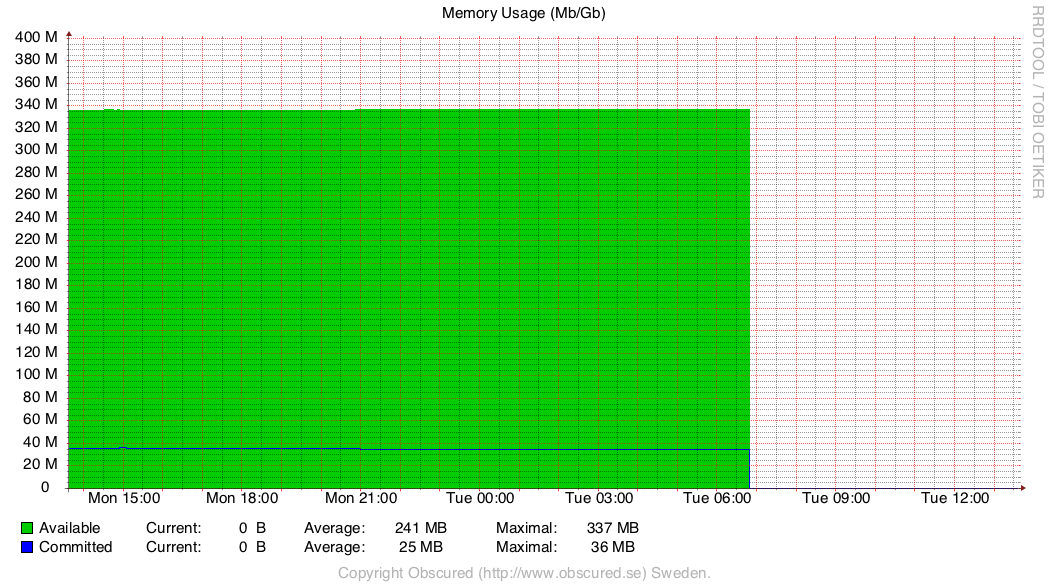 Memory Usage (Mb/Gb)
RRDTOOL / TOBI OETIKER
400 M
380 M
360 M
340 M
320 M
300 M
280 M
260 M
240 M
220 M
200 M
180 M
160 M
140 M
120 M
100 M
80 M
60 M
40 M
20 M
0
Mon 15:00 Mon 18:00 Mon 21:00 Tue 00:00 Tue 03:00 Tue 06:00 Tue 09:00 Tue 12:00
Available Current: 0 B Average: 241 MB Maximal: 337 MB
Committed Current: 0 B Average: 25 MB Maximal: 36 MB
Copyright Obscured (http://www.obscured.se) Sweden.